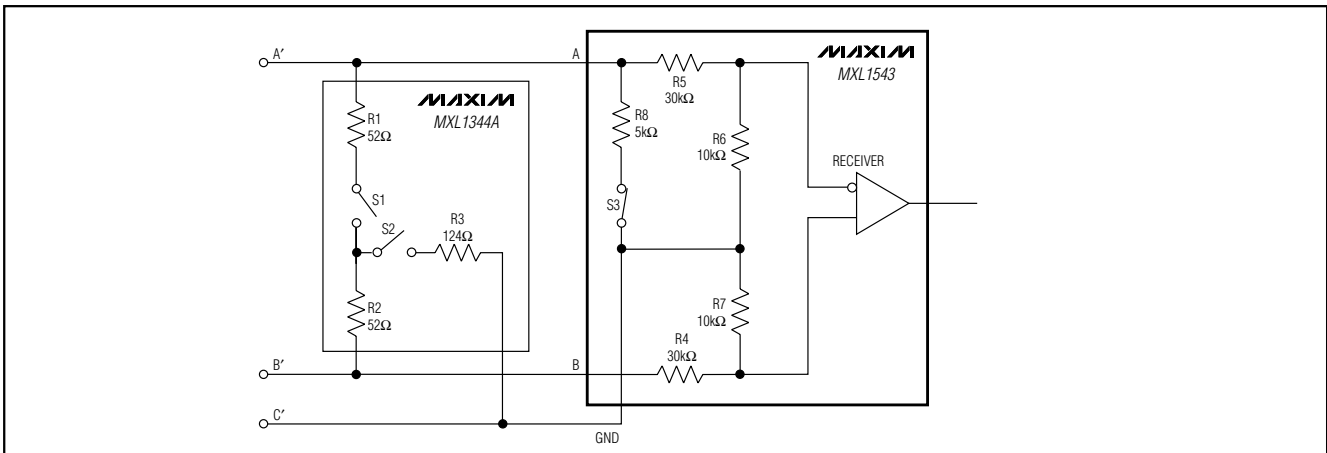 A′
A
MAXIM
MXL1543
R5
30kΩ
MAXIM
MXL1344A
R1
52Ω
R8
5kΩ
R6
10kΩ
RECEIVER
S1
S3
S2
R3
124Ω
R2
52Ω
R7
10kΩ
R4
30kΩ
B′
B
C′
GND